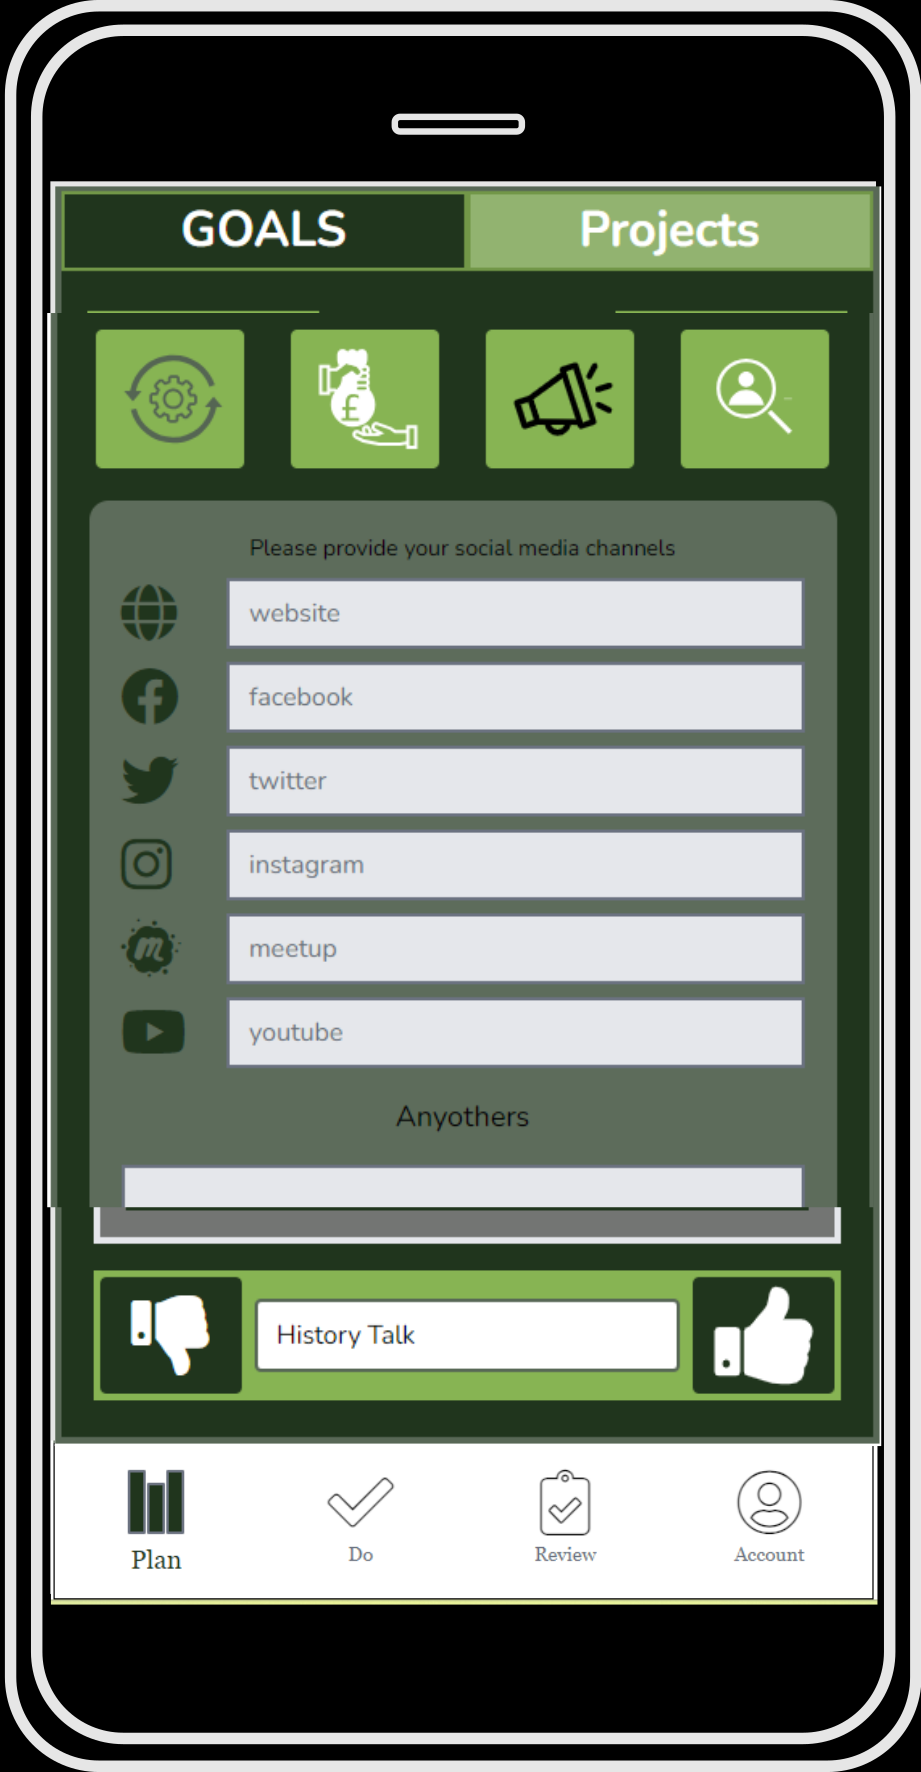 GOALS
Projects
£
Please provide your social media channels
website
facebook
twitter
instagram
meetup
youtube
Anyothers
History Talk
Plan
Do
Review
Account